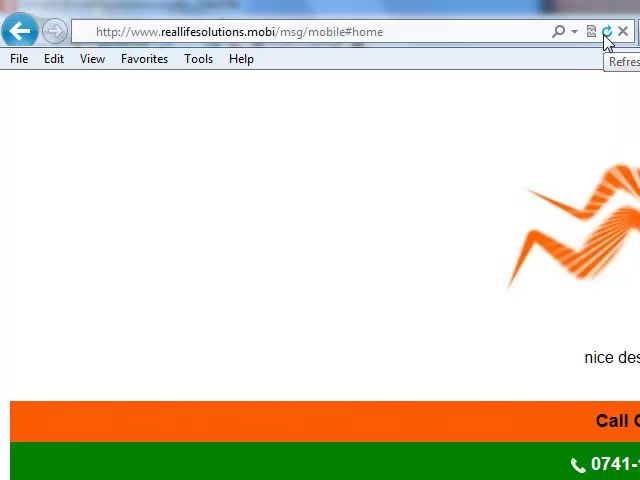 http://www.reallifesolutions.mobi/msg/mobile#home
File Edit View Favorites Tools Help
Refres
nice des
Call
0741-